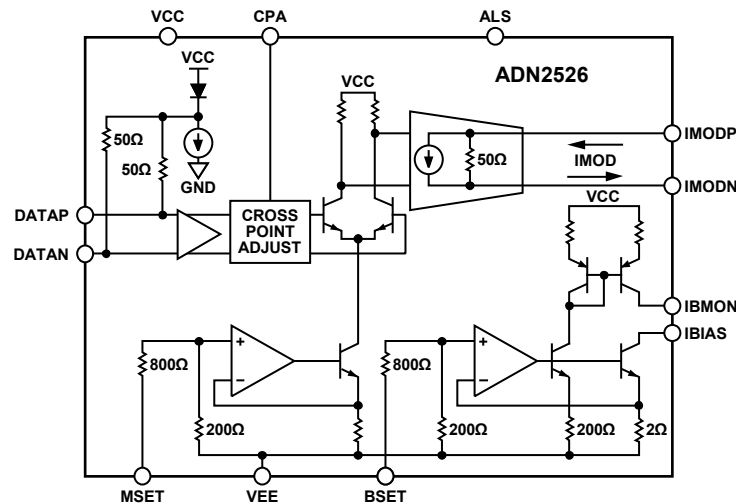 VCC CPA ALS
VCC
ADN2526
VCC
50Ω
50Ω
GND
50Ω
IMOD
IMODP
IMODN
VCC
DATAP
DATAN
CROSS
POINT
ADJUST
IBMON
IBIAS
800Ω
+
–
200Ω
800Ω
+
–
200Ω
200Ω
2Ω
MSET VEE BSET